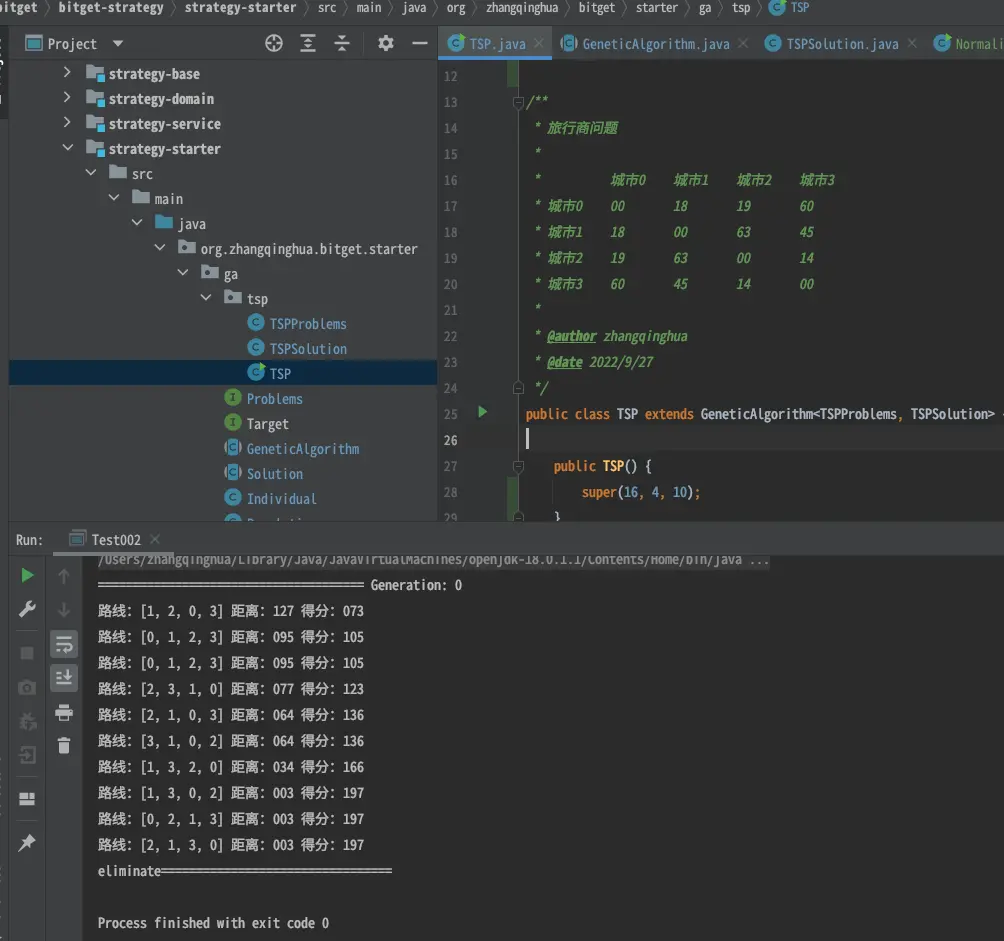 bitget › bitget-strategy › strategy-starter › src › main › java › org › zhangqinghua › bitget › starter › ga › tsp › TSP
Project
TSP.java GeneticAlgorithm.java TSPSolution.java Normali
strategy-base
strategy-domain
strategy-service
strategy-starter
src
main
java
org.zhangqinghua.bitget.starter
ga
tsp
TSPProblems
TSPSolution
TSP
Problems
Target
GeneticAlgorithm
Solution
Individual
12
13 /**
14 * 旅行商问题
15 *
16 * 城市0 城市1 城市2 城市3
17 * 城市0 00 18 19 60
18 * 城市1 18 00 63 45
19 * 城市2 19 63 00 14
20 * 城市3 60 45 14 00
21 *
22 * @author zhangqinghua
23 * @date 2022/9/27
24 */
25 public class TSP extends GeneticAlgorithm<TSPProblems, TSPSolution>
26
27 public TSP() {
28 super(16, 4, 10);
29 }
Run: Test002
/Users/zhangqinghua/Library/Java/JavaVirtualMachines/openjdk-18.0.1.1/Contents/Home/bin/java ...
====================================== Generation: 0
路线: [1, 2, 0, 3] 距离: 127 得分: 073
路线: [0, 1, 2, 3] 距离: 095 得分: 105
路线: [0, 1, 2, 3] 距离: 095 得分: 105
路线: [2, 3, 1, 0] 距离: 077 得分: 123
路线: [2, 1, 0, 3] 距离: 064 得分: 136
路线: [3, 1, 0, 2] 距离: 064 得分: 136
路线: [1, 3, 2, 0] 距离: 034 得分: 166
路线: [1, 3, 0, 2] 距离: 003 得分: 197
路线: [0, 2, 1, 3] 距离: 003 得分: 197
路线: [2, 1, 3, 0] 距离: 003 得分: 197
eliminate=================================
Process finished with exit code 0